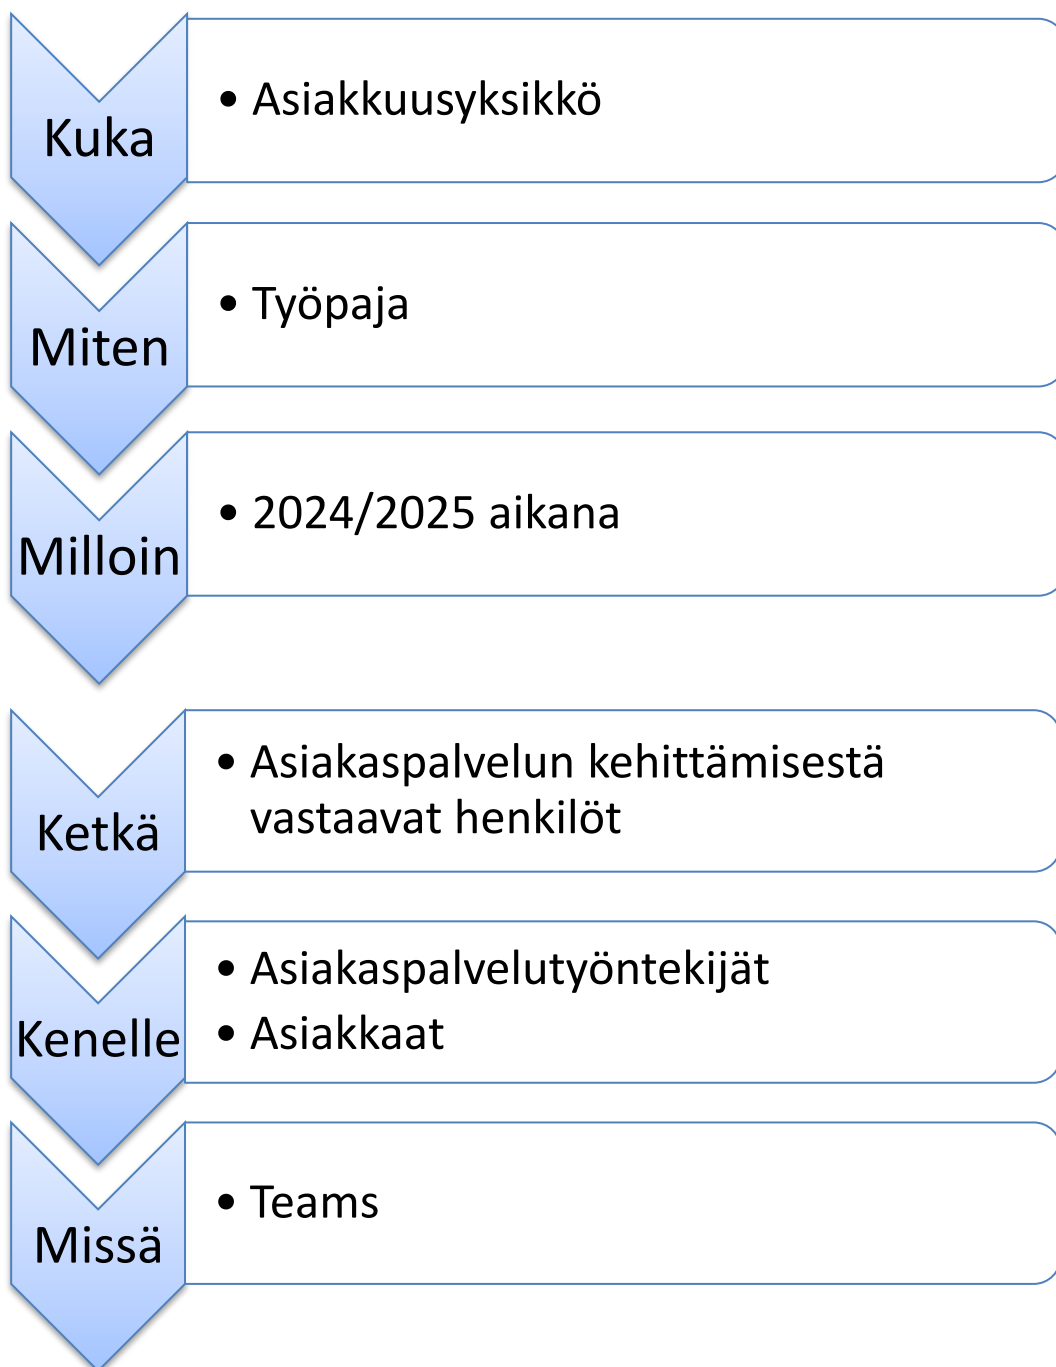 Kuka
• Asiakkuusyksikkö
Miten
• Työpaja
Milloin
• 2024/2025 aikana
Ketkä
• Asiakaspalvelun kehittämisestä
vastaavat henkilöt
Kenelle
• Asiakaspalvelutyöntekijät
• Asiakkaat
Missä
• Teams